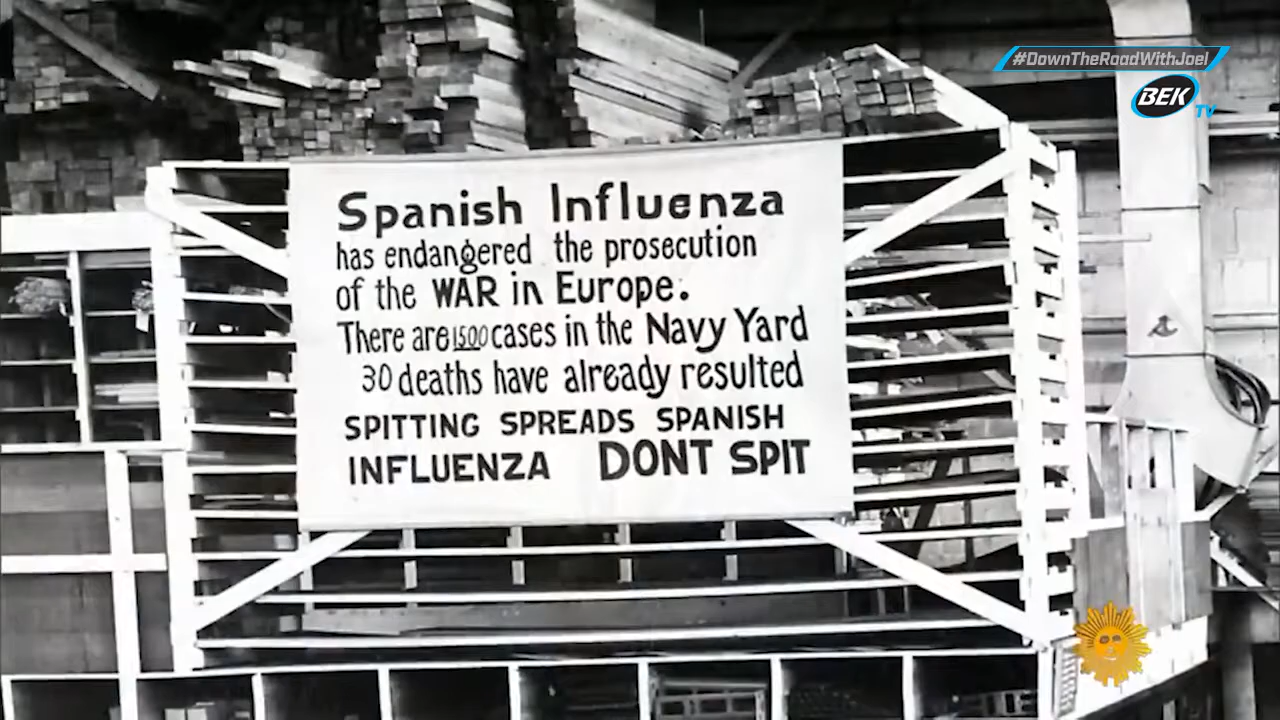 #DownTheRoadWithJoel
BEK TV
Spanish Influenza
has endangered the prosecution
of the WAR in Europe.
There are 1500 cases in the Navy Yard
30 deaths have already resulted
SPITTING SPREADS SPANISH
INFLUENZA DONT SPIT